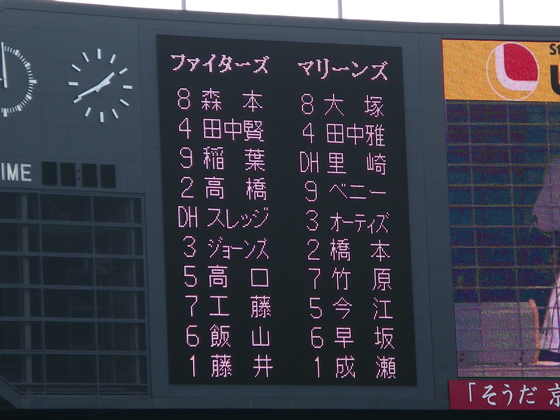 ファイターズ
8 森本
4 田中賢
9 稲葉
2 高橋
DH スレッジ
3 ジョーンズ
5 高口
7 工藤
6 飯山
1 藤井
マリーンズ
8 大塚
4 田中雅
DH 里崎
9 ベニー
3 オーティズ
2 橋本
7 竹原
5 今江
6 早坂
1 成瀬
TIME
St
「そうだ 京